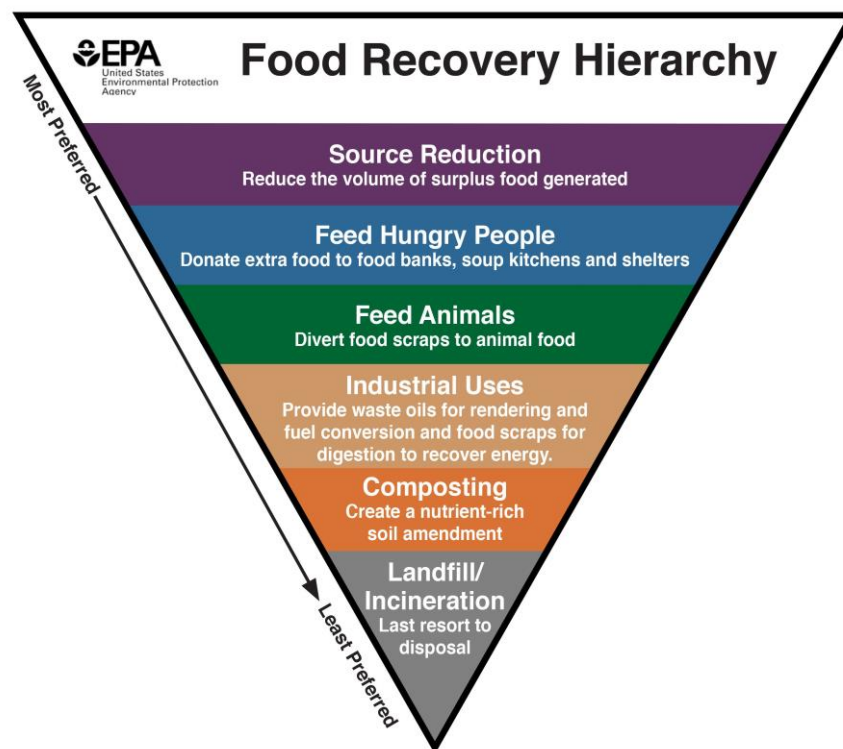 EPA
United States
Environmental Protection
Agency
Food Recovery Hierarchy
Most Preferred
Source Reduction
Reduce the volume of surplus food generated
Feed Hungry People
Donate extra food to food banks, soup kitchens and shelters
Feed Animals
Divert food scraps to animal food
Industrial Uses
Provide waste oils for rendering and
fuel conversion and food scraps for
digestion to recover energy.
Composting
Create a nutrient-rich
soil amendment
Landfill/
Incineration
Last resort to
disposal
Least Preferred